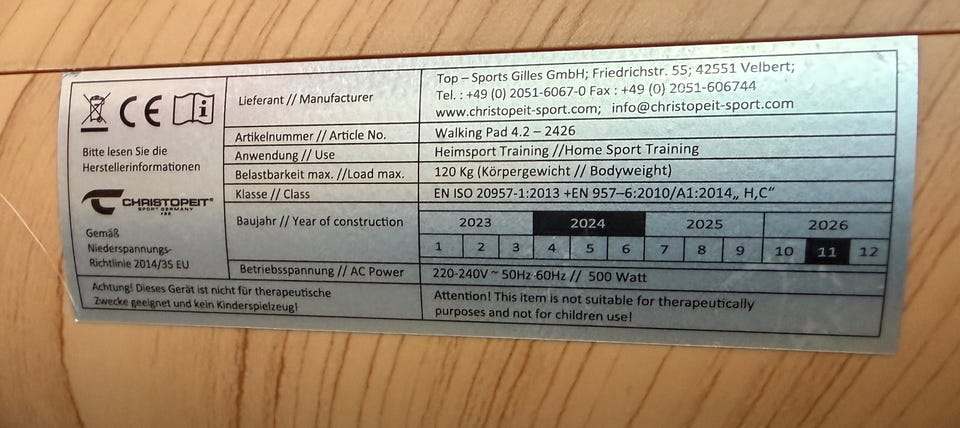 Bitte lesen Sie die
Herstellerinformationen
CHRISTOPEIT®
SPORT GERMANY
Gemäß
Niederspannungs-
Richtlinie 2014/35 EU
Lieferant // Manufacturer
Top – Sports Gilles GmbH; Friedrichstr. 55; 42551 Velbert;
Tel. : +49 (0) 2051-6067-0 Fax : +49 (0) 2051-606744
www.christopeit-sport.com; info@christopeit-sport.com
Artikelnummer // Article No.
Walking Pad 4.2 – 2426
Anwendung // Use
Heimsport Training //Home Sport Training
Belastbarkeit max. //Load max.
120 Kg (Körpergewicht // Bodyweight)
Klasse // Class
EN ISO 20957-1:2013 +EN 957–6:2010/A1:2014„ H,C“
Baujahr // Year of construction
2023 2024 2025 2026
1 2 3 4 5 6 7 8 9 10 11 12
Betriebsspannung // AC Power
220-240V ~ 50Hz 60Hz // 500 Watt
Achtung! Dieses Gerät ist nicht für therapeutische
Zwecke geeignet und kein Kinderspielzeug!
Attention! This item is not suitable for therapeutically
purposes and not for children use!